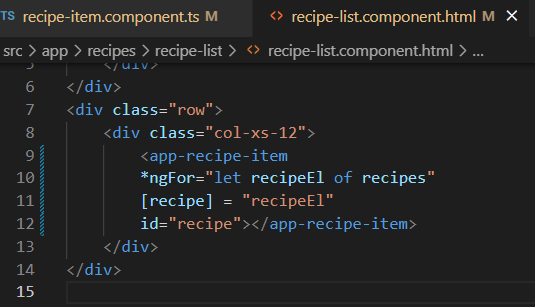 TS recipe-item.component.ts M <> recipe-list.component.html M ×
src > app > recipes > recipe-list > <> recipe-list.component.html > ...
5 </div>
6 </div>
7 <div class="row">
8 <div class="col-xs-12">
9 <app-recipe-item
10 *ngFor="let recipeEl of recipes"
11 [recipe] = "recipeEl"
12 id="recipe"></app-recipe-item>
13 </div>
14 </div>
15